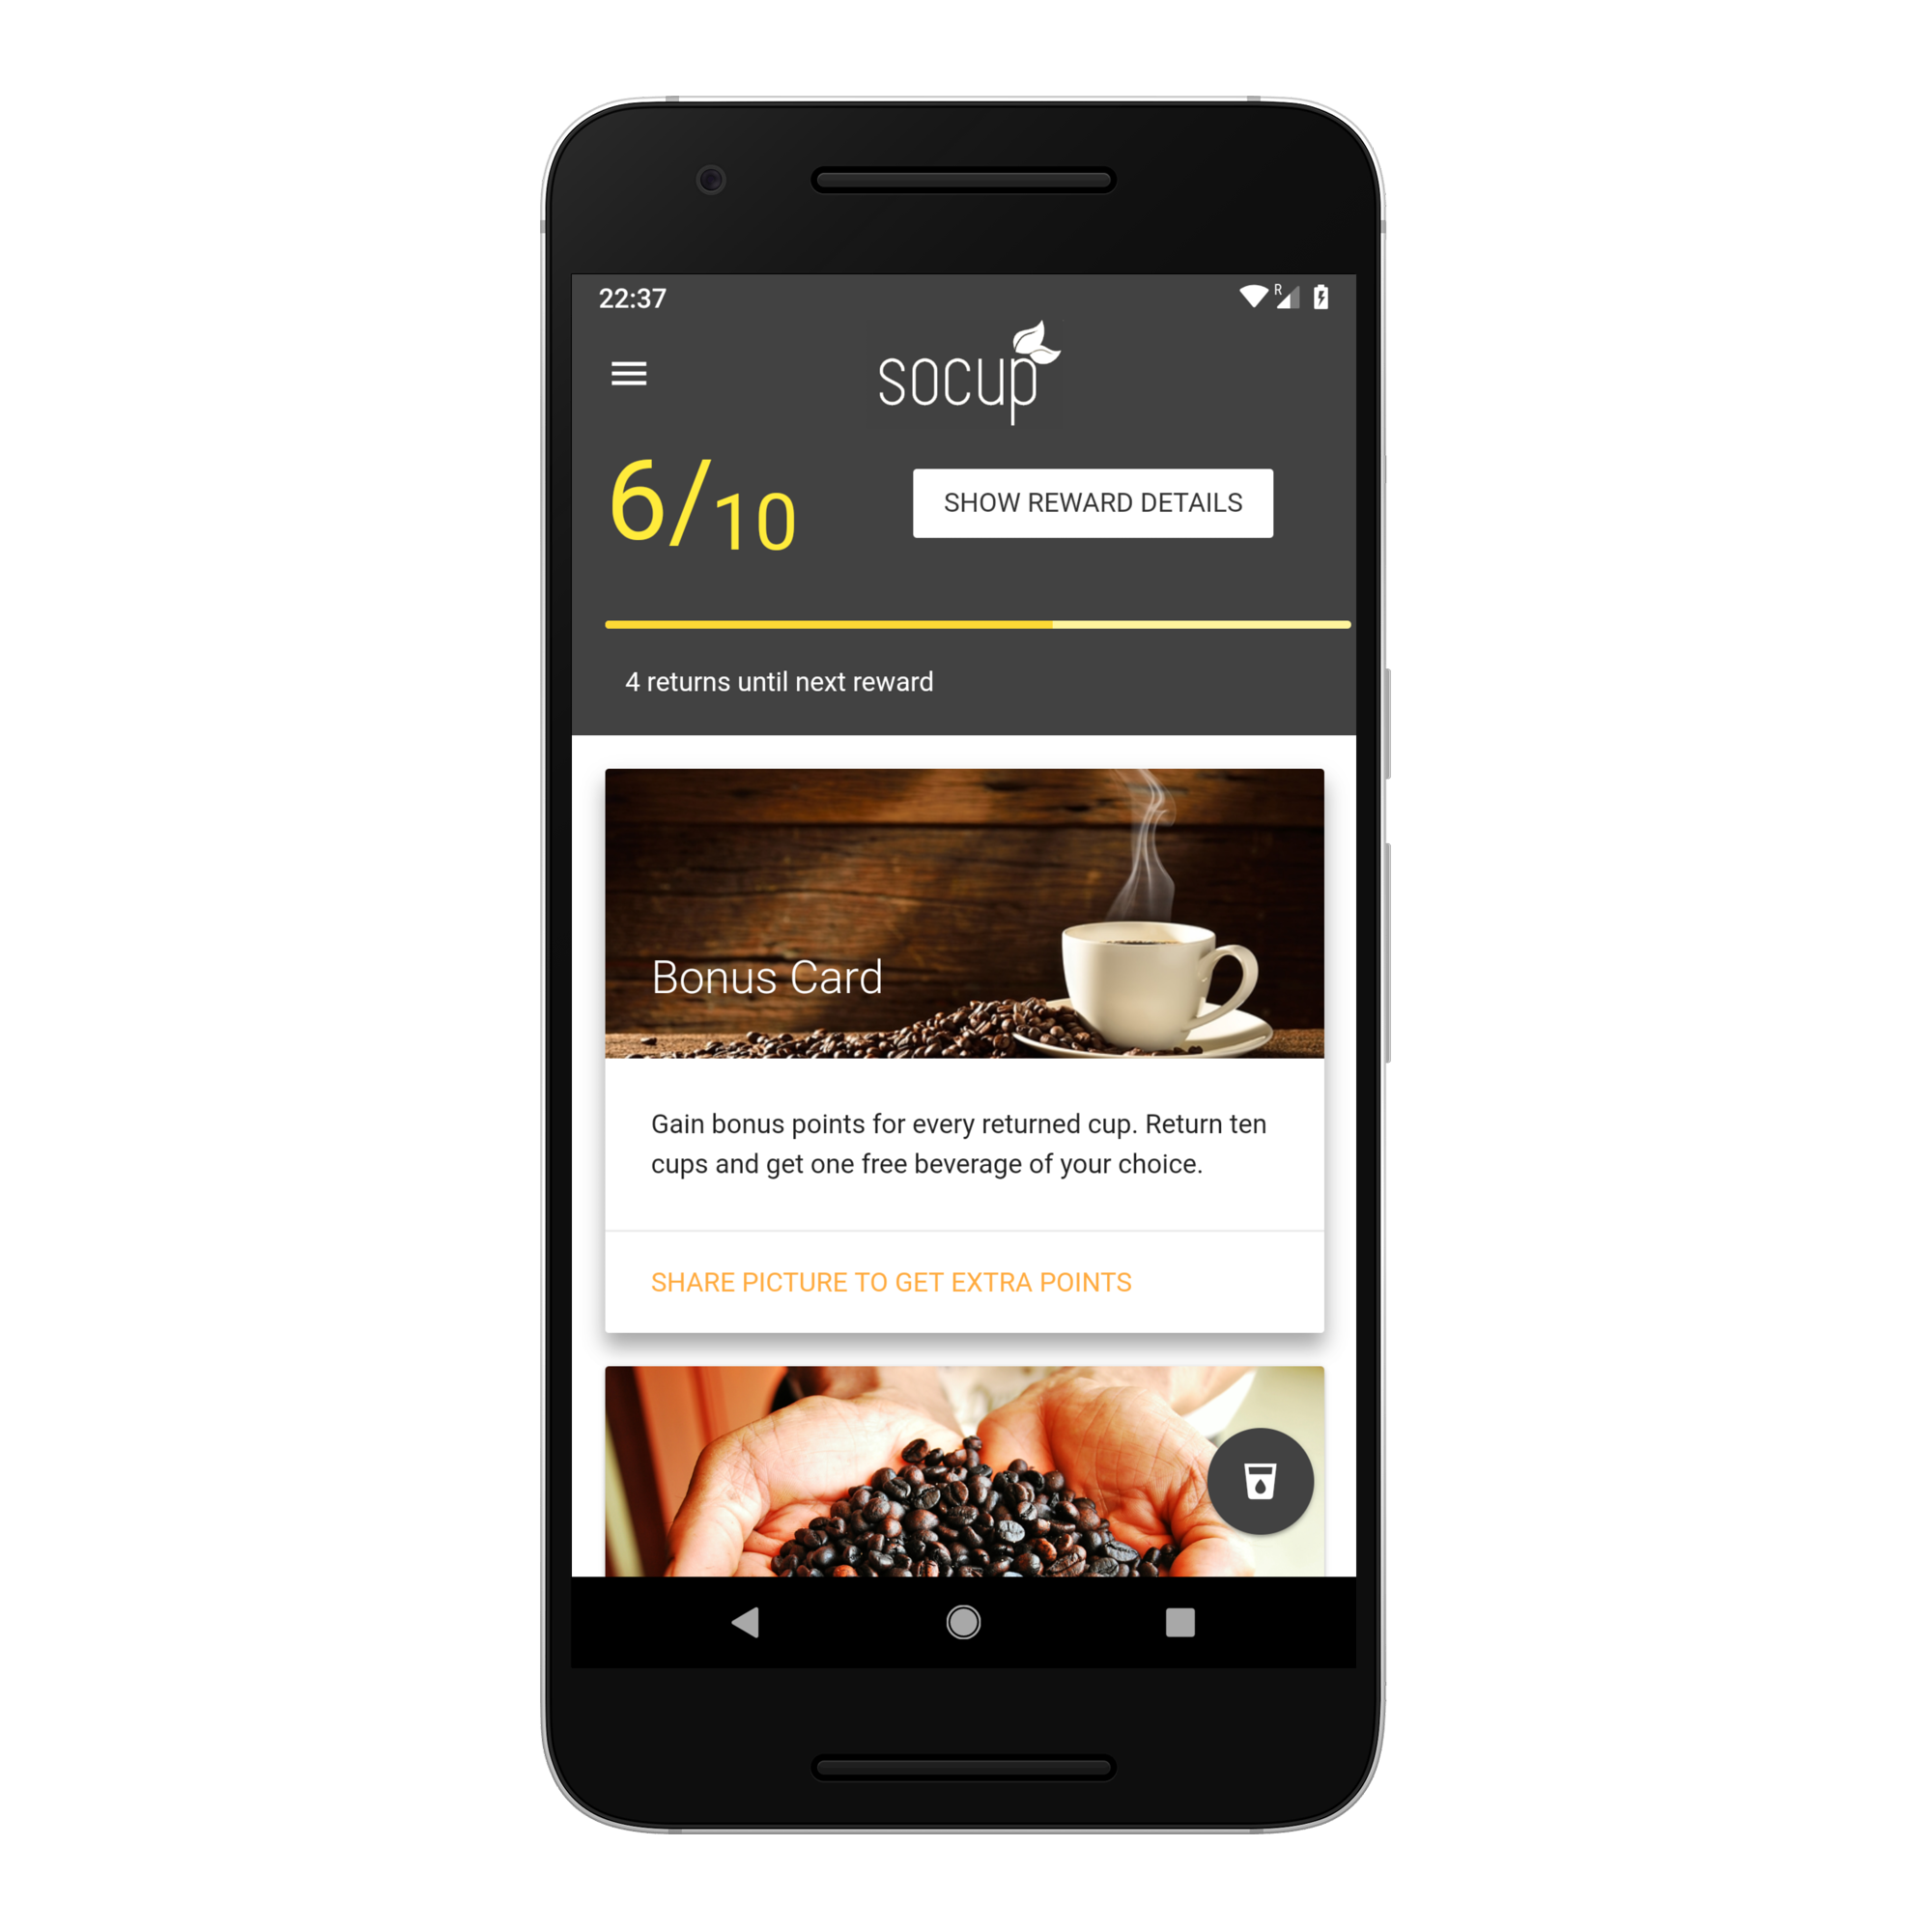 22:37
R
socup
6/10
SHOW REWARD DETAILS
4 returns until next reward
Bonus Card
Gain bonus points for every returned cup. Return ten
cups and get one free beverage of your choice.
SHARE PICTURE TO GET EXTRA POINTS